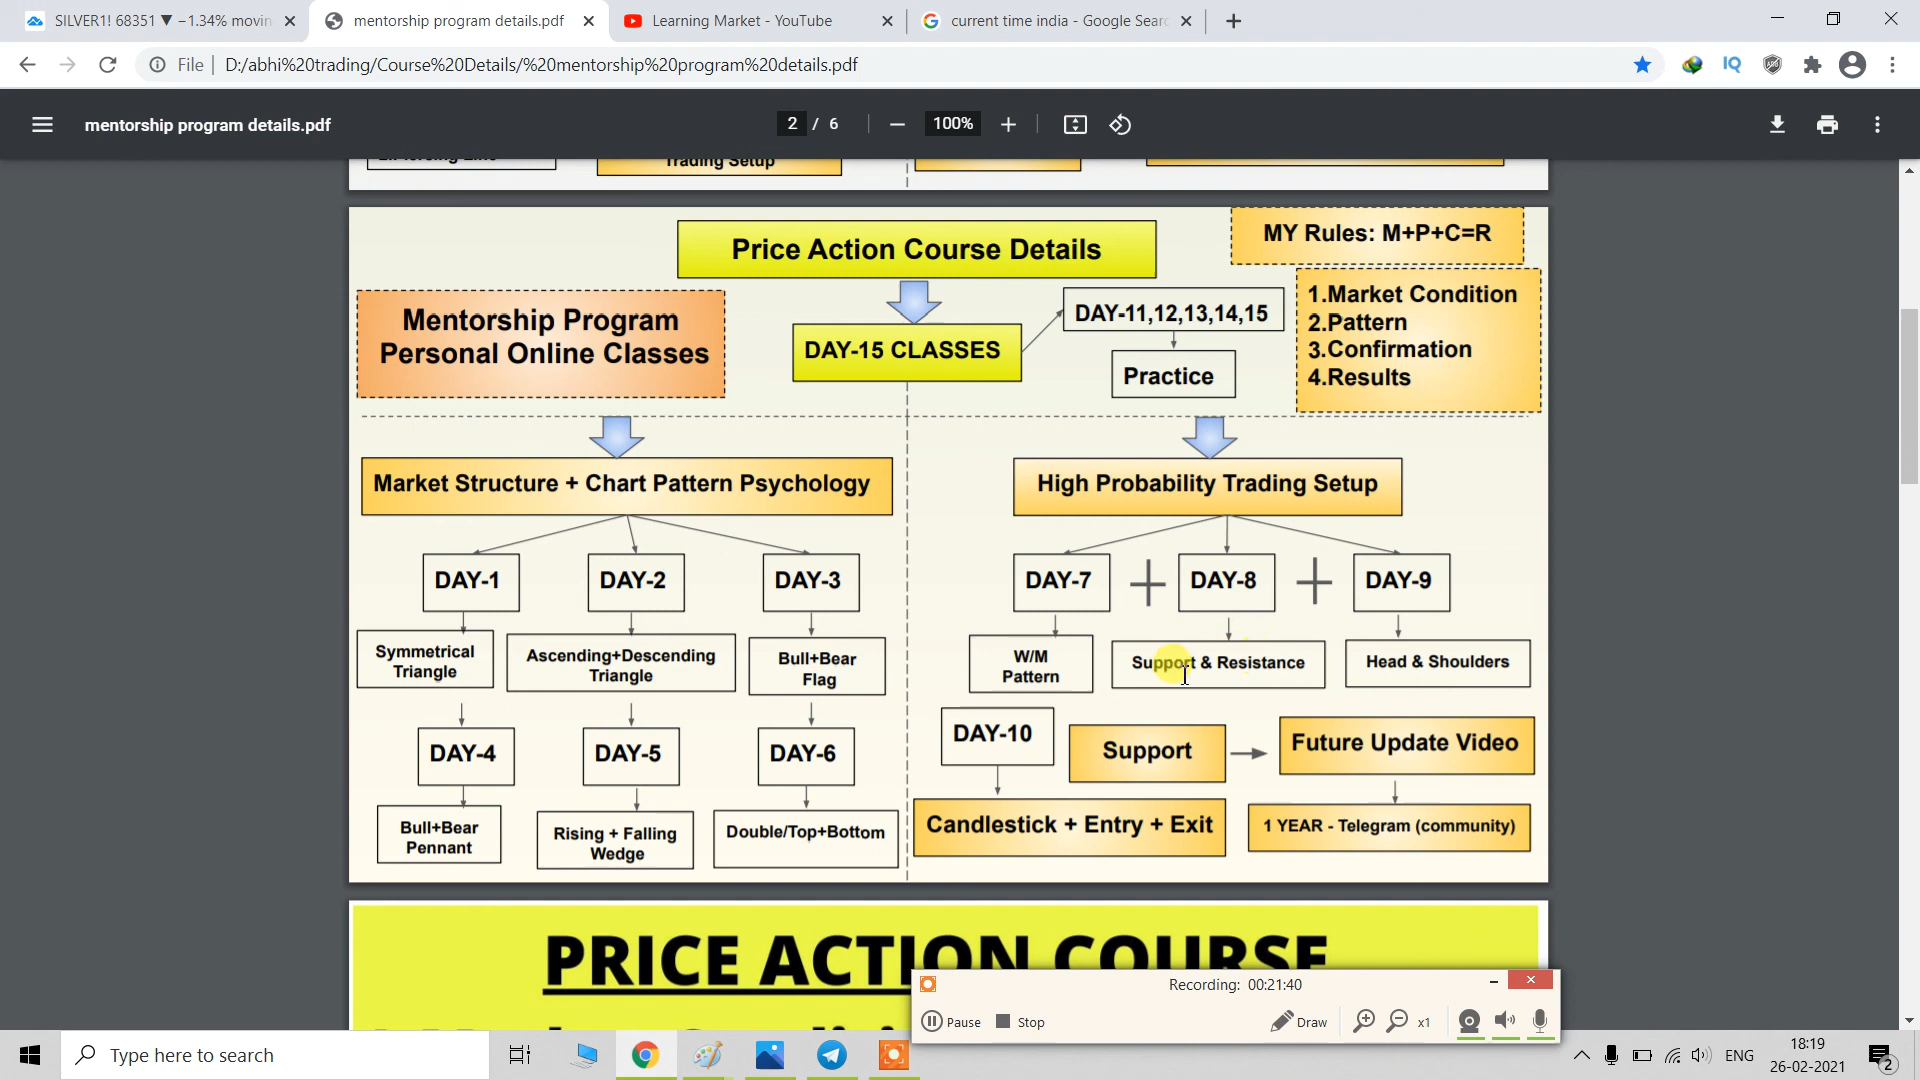 SILVER1! 68351 ▼ −1.34% movin
mentorship program details.pdf
Learning Market - YouTube
current time india - Google Sear
File
D:/abhi%20trading/Course%20Details/%20mentorship%20program%20details.pdf
IQ
mentorship program details.pdf
2 / 6
100%
Trading Setup
Price Action Course Details
MY Rules: M+P+C=R
Mentorship Program
Personal Online Classes
DAY-15 CLASSES
DAY-11,12,13,14,15
Practice
1.Market Condition
2.Pattern
3.Confirmation
4.Results
Market Structure + Chart Pattern Psychology
High Probability Trading Setup
DAY-1
DAY-2
DAY-3
DAY-7
DAY-8
DAY-9
Symmetrical
Triangle
Ascending+Descending
Triangle
Bull+Bear
Flag
W/M
Pattern
Support & Resistance
Head & Shoulders
DAY-4
DAY-5
DAY-6
DAY-10
Support
Future Update Video
Bull+Bear
Pennant
Rising + Falling
Wedge
Double/Top+Bottom
Candlestick + Entry + Exit
1 YEAR - Telegram (community)
PRICE ACTION COURSE
Recording: 00:21:40
Pause
Stop
Draw
x1
Type here to search
ENG
18:19
26-02-2021
2